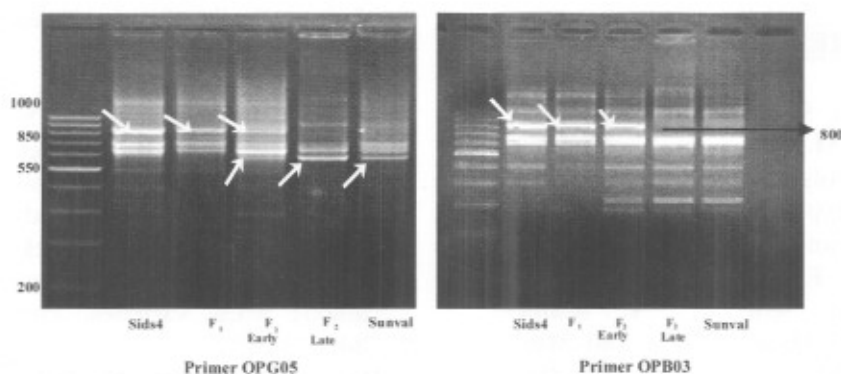 1000
850
550
200
800
Sids4 F1 F2 Early F2 Late Sunval
Sids4 F1 F2 Early F2 Late Sunval
Primer OPG05 Primer OPB03